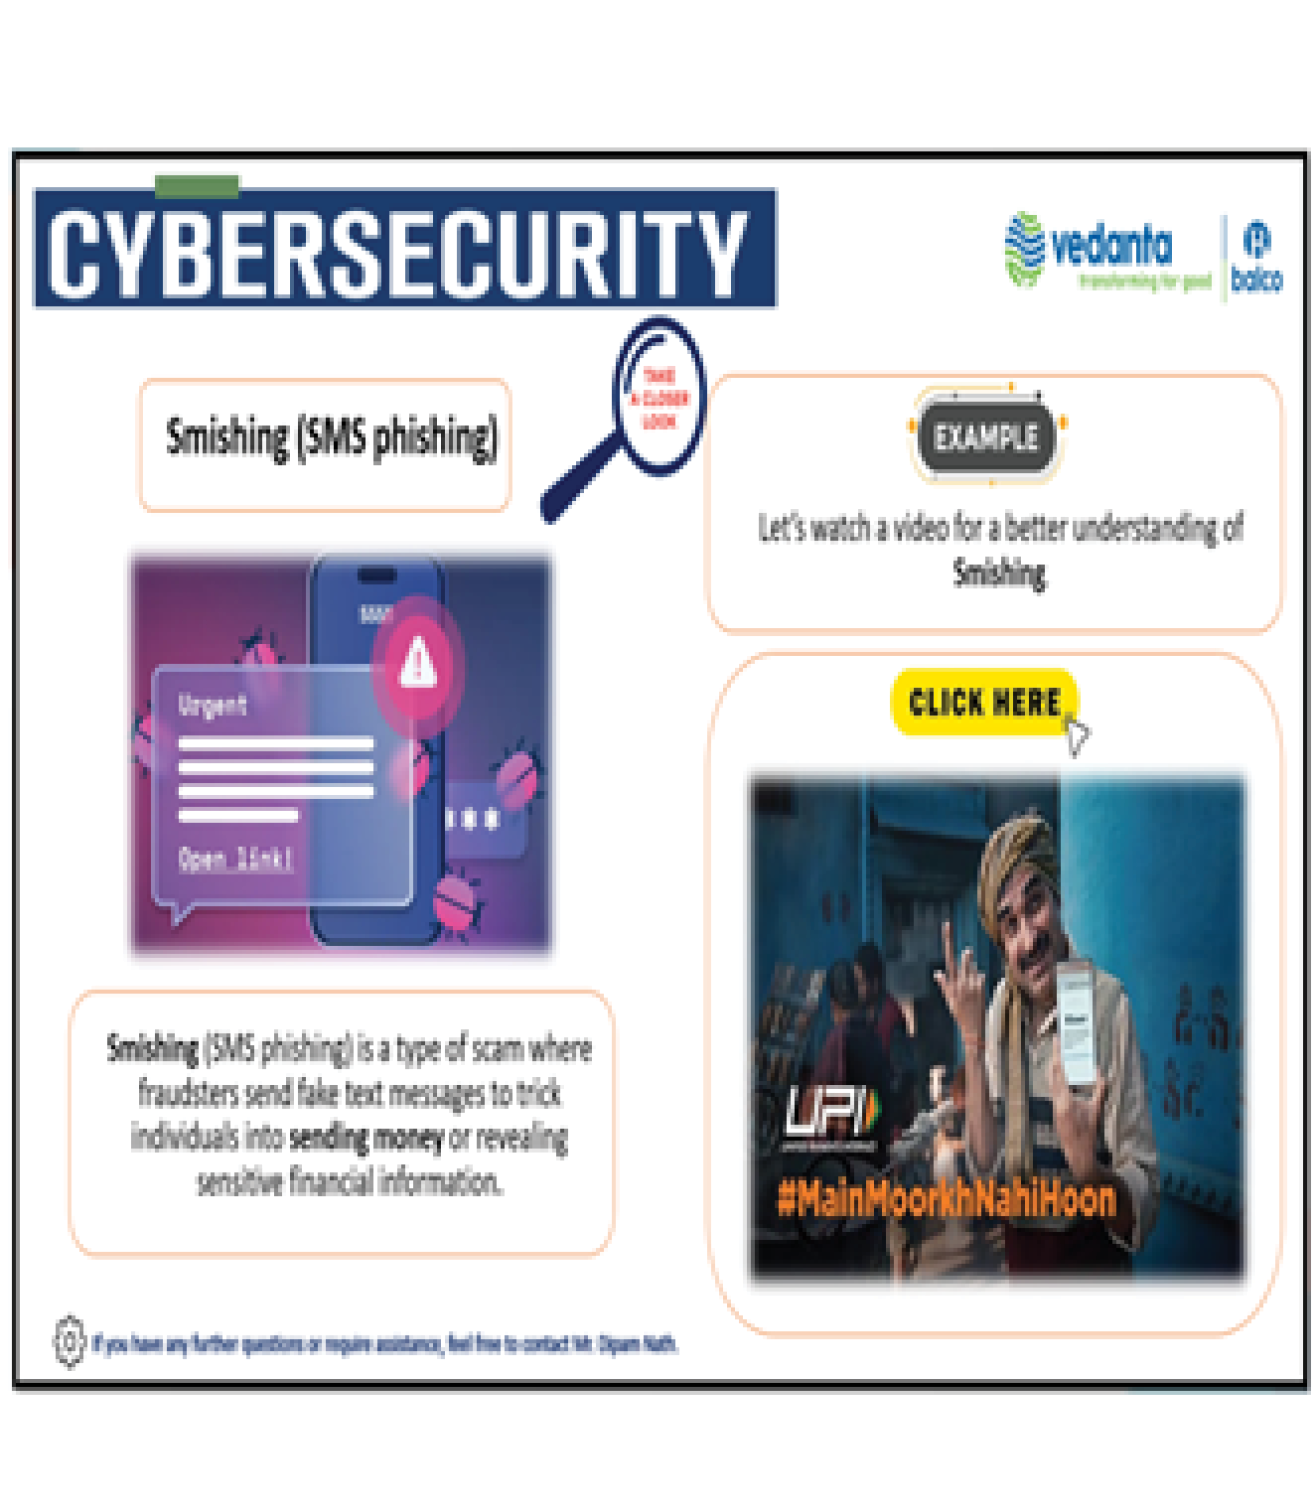 CYBERSECURITY
vedanta
transforming for good
balco
Smishing (SMS phishing)
TAKE
A CLOSER
LOOK
EXAMPLE
Let's watch a video for a better understanding of
Smishing
Urgent
Open link!
CLICK HERE
UPI
#MainMoorkhNahiHoon
Smishing (SMS phishing) is a type of scam where
fraudsters send fake text messages to trick
individuals into sending money or revealing
sensitive financial information.
If you have any further questions or require assistance, feel free to contact Mr. Dipam Nath.